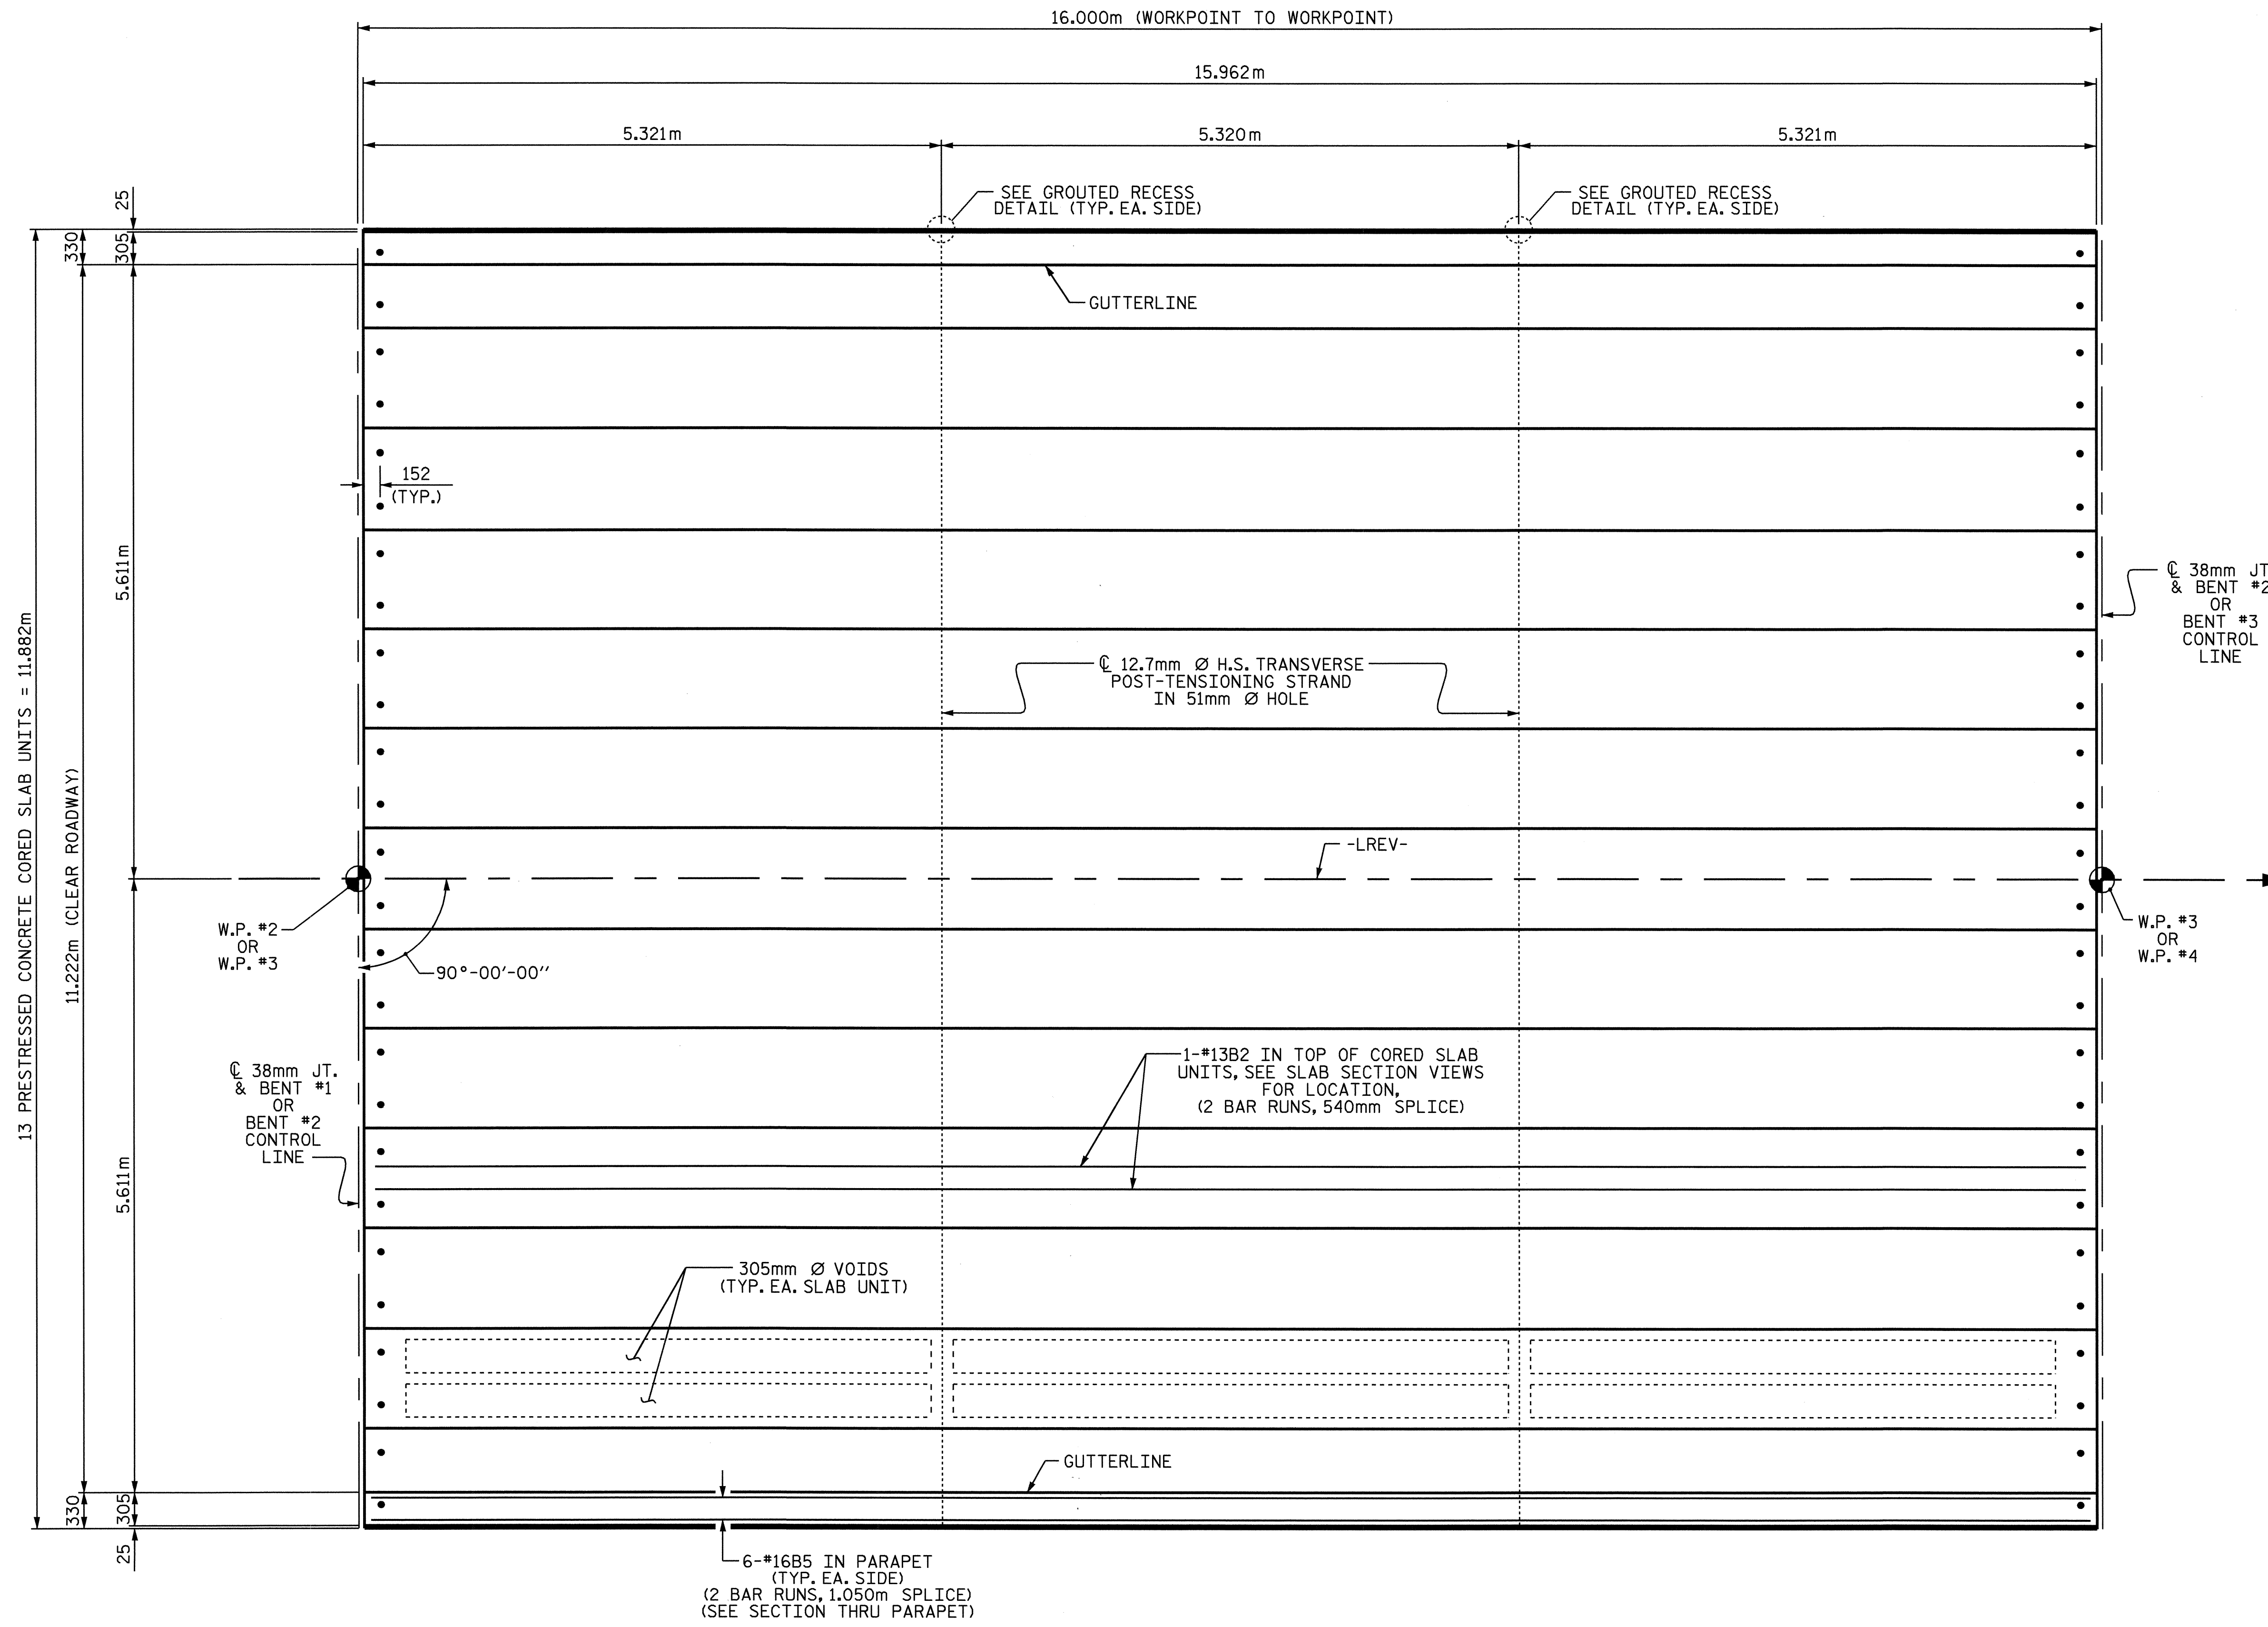 16.000m (WORKPOINT TO WORKPOINT)
15.962m
5.321m
5.320m
5.321m
SEE GROUTED RECESS
DETAIL (TYP. EA. SIDE)
SEE GROUTED RECESS
DETAIL (TYP. EA. SIDE)
25
330
305
GUTTERLINE
152
(TYP.)
5.611m
13 PRESTRESSED CONCRETE CORED SLAB UNITS = 11.882m
11.222m (CLEAR ROADWAY)
℄ 38mm JT.
& BENT #2
OR
BENT #3
CONTROL
LINE
℄ 12.7mm Ø H.S. TRANSVERSE
POST-TENSIONING STRAND
IN 51mm Ø HOLE
-LREV-
W.P. #2
OR
W.P. #3
W.P. #3
OR
W.P. #4
90°-00'-00"
℄ 38mm JT.
& BENT #1
OR
BENT #2
CONTROL
LINE
1-#13B2 IN TOP OF CORED SLAB
UNITS, SEE SLAB SECTION VIEWS
FOR LOCATION,
(2 BAR RUNS, 540mm SPLICE)
5.611m
305mm Ø VOIDS
(TYP. EA. SLAB UNIT)
GUTTERLINE
330
305
25
6-#16B5 IN PARAPET
(TYP. EA. SIDE)
(2 BAR RUNS, 1.050m SPLICE)
(SEE SECTION THRU PARAPET)